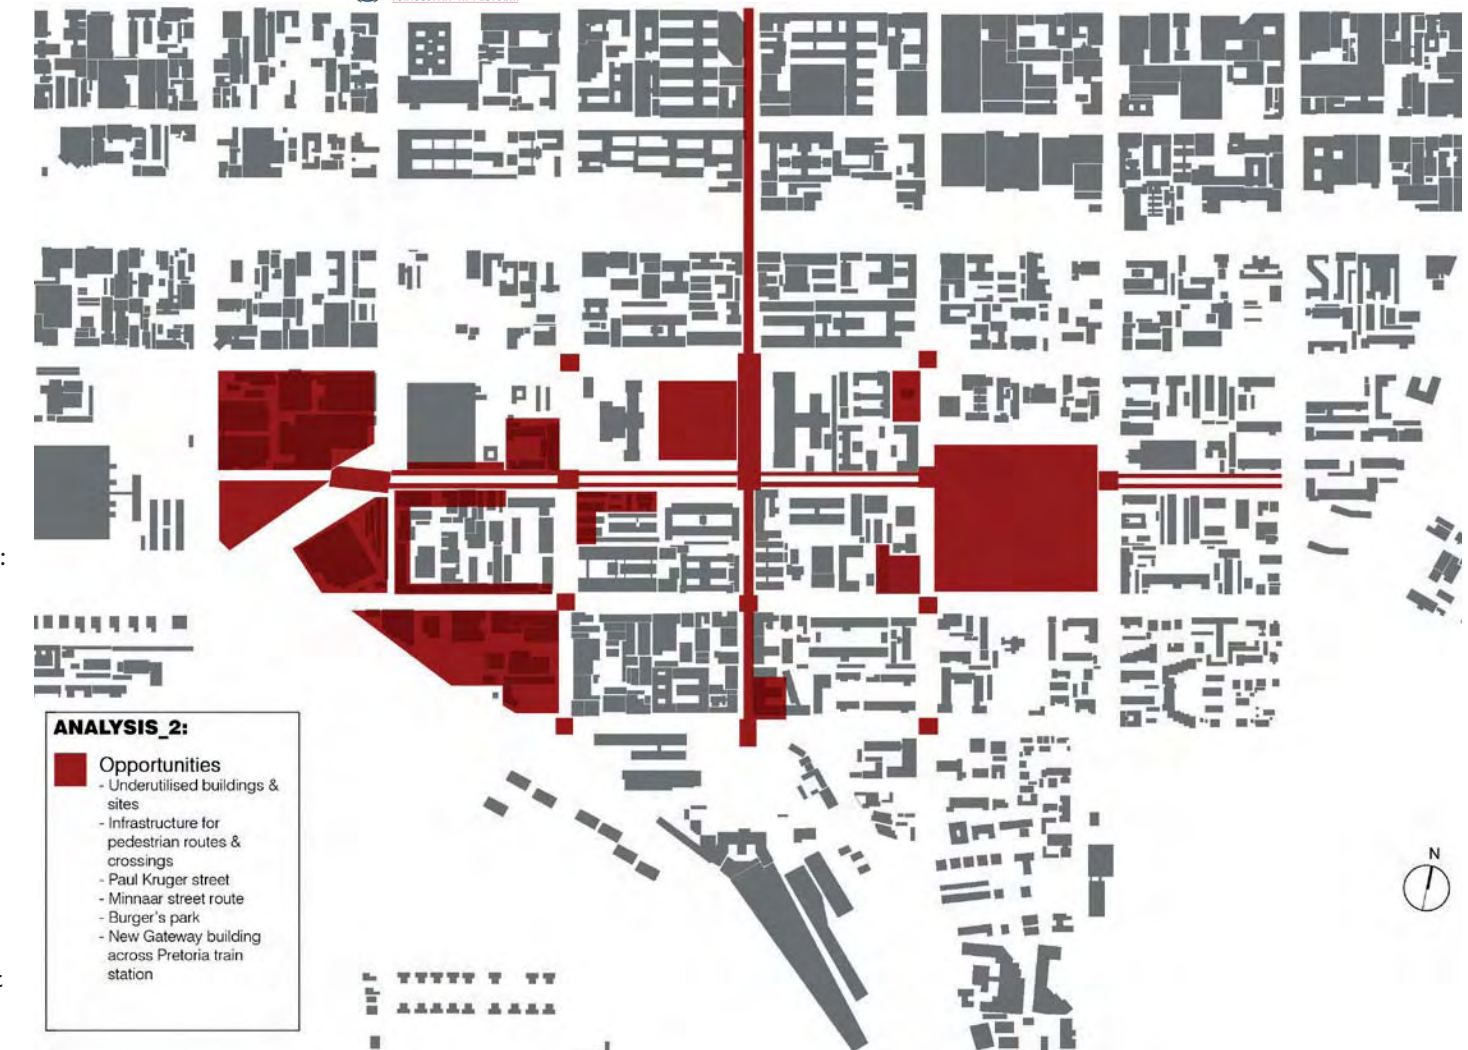 ANALYSIS_2:
Opportunities
- Underutilised buildings &
sites
- Infrastructure for
pedestrian routes &
crossings
- Paul Kruger street
- Minnaar street route
- Burger's park
- New Gateway building
across Pretoria train
station
N
:
t